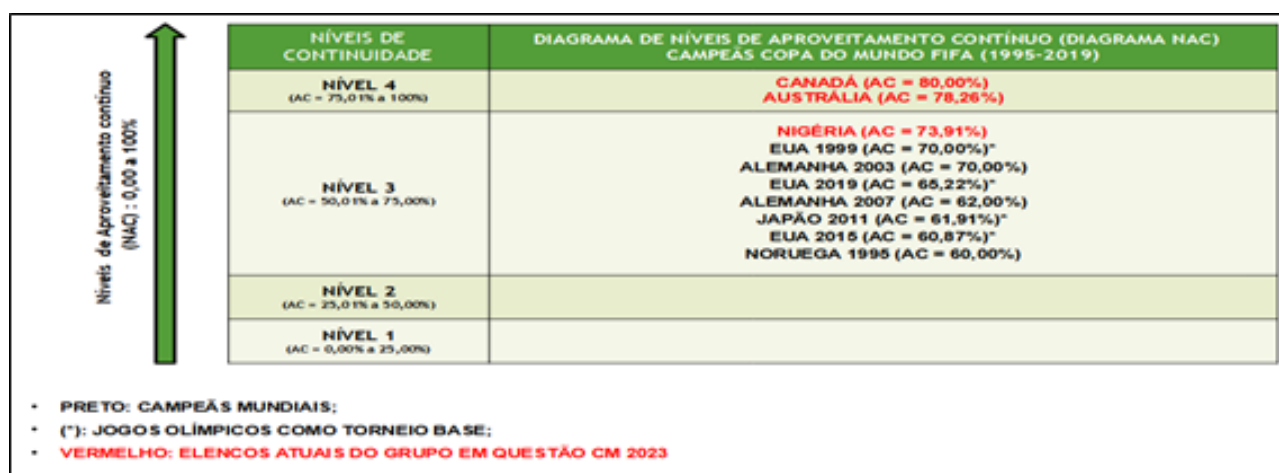 Níveis de Aproveitamento contínuo
(NAC) : 0,00 a 100%
NÍVEIS DE
CONTINUIDADE
DIAGRAMA DE NÍVEIS DE APROVEITAMENTO CONTÍNUO (DIAGRAMA NAC)
CAMPEÃS COPA DO MUNDO FIFA (1995-2019)
NÍVEL 4
(AC = 75,01% a 100%)
CANADÁ (AC = 80,00%)
AUSTRÁLIA (AC = 78,26%)
NÍVEL 3
(AC = 50,01% a 75,00%)
NIGÉRIA (AC = 73,91%)
EUA 1999 (AC = 70,00%)*
ALEMANHA 2003 (AC = 70,00%)
EUA 2019 (AC = 65,22%)*
ALEMANHA 2007 (AC = 62,00%)
JAPÃO 2011 (AC = 61,91%)*
EUA 2015 (AC = 60,87%)*
NORUEGA 1995 (AC = 60,00%)
NÍVEL 2
(AC = 25,01% a 50,00%)
NÍVEL 1
(AC = 0,00% a 25,00%)
• PRETO: CAMPEÃS MUNDIAIS;
• (*): JOGOS OLÍMPICOS COMO TORNEIO BASE;
• VERMELHO: ELENCOS ATUAIS DO GRUPO EM QUESTÃO CM 2023